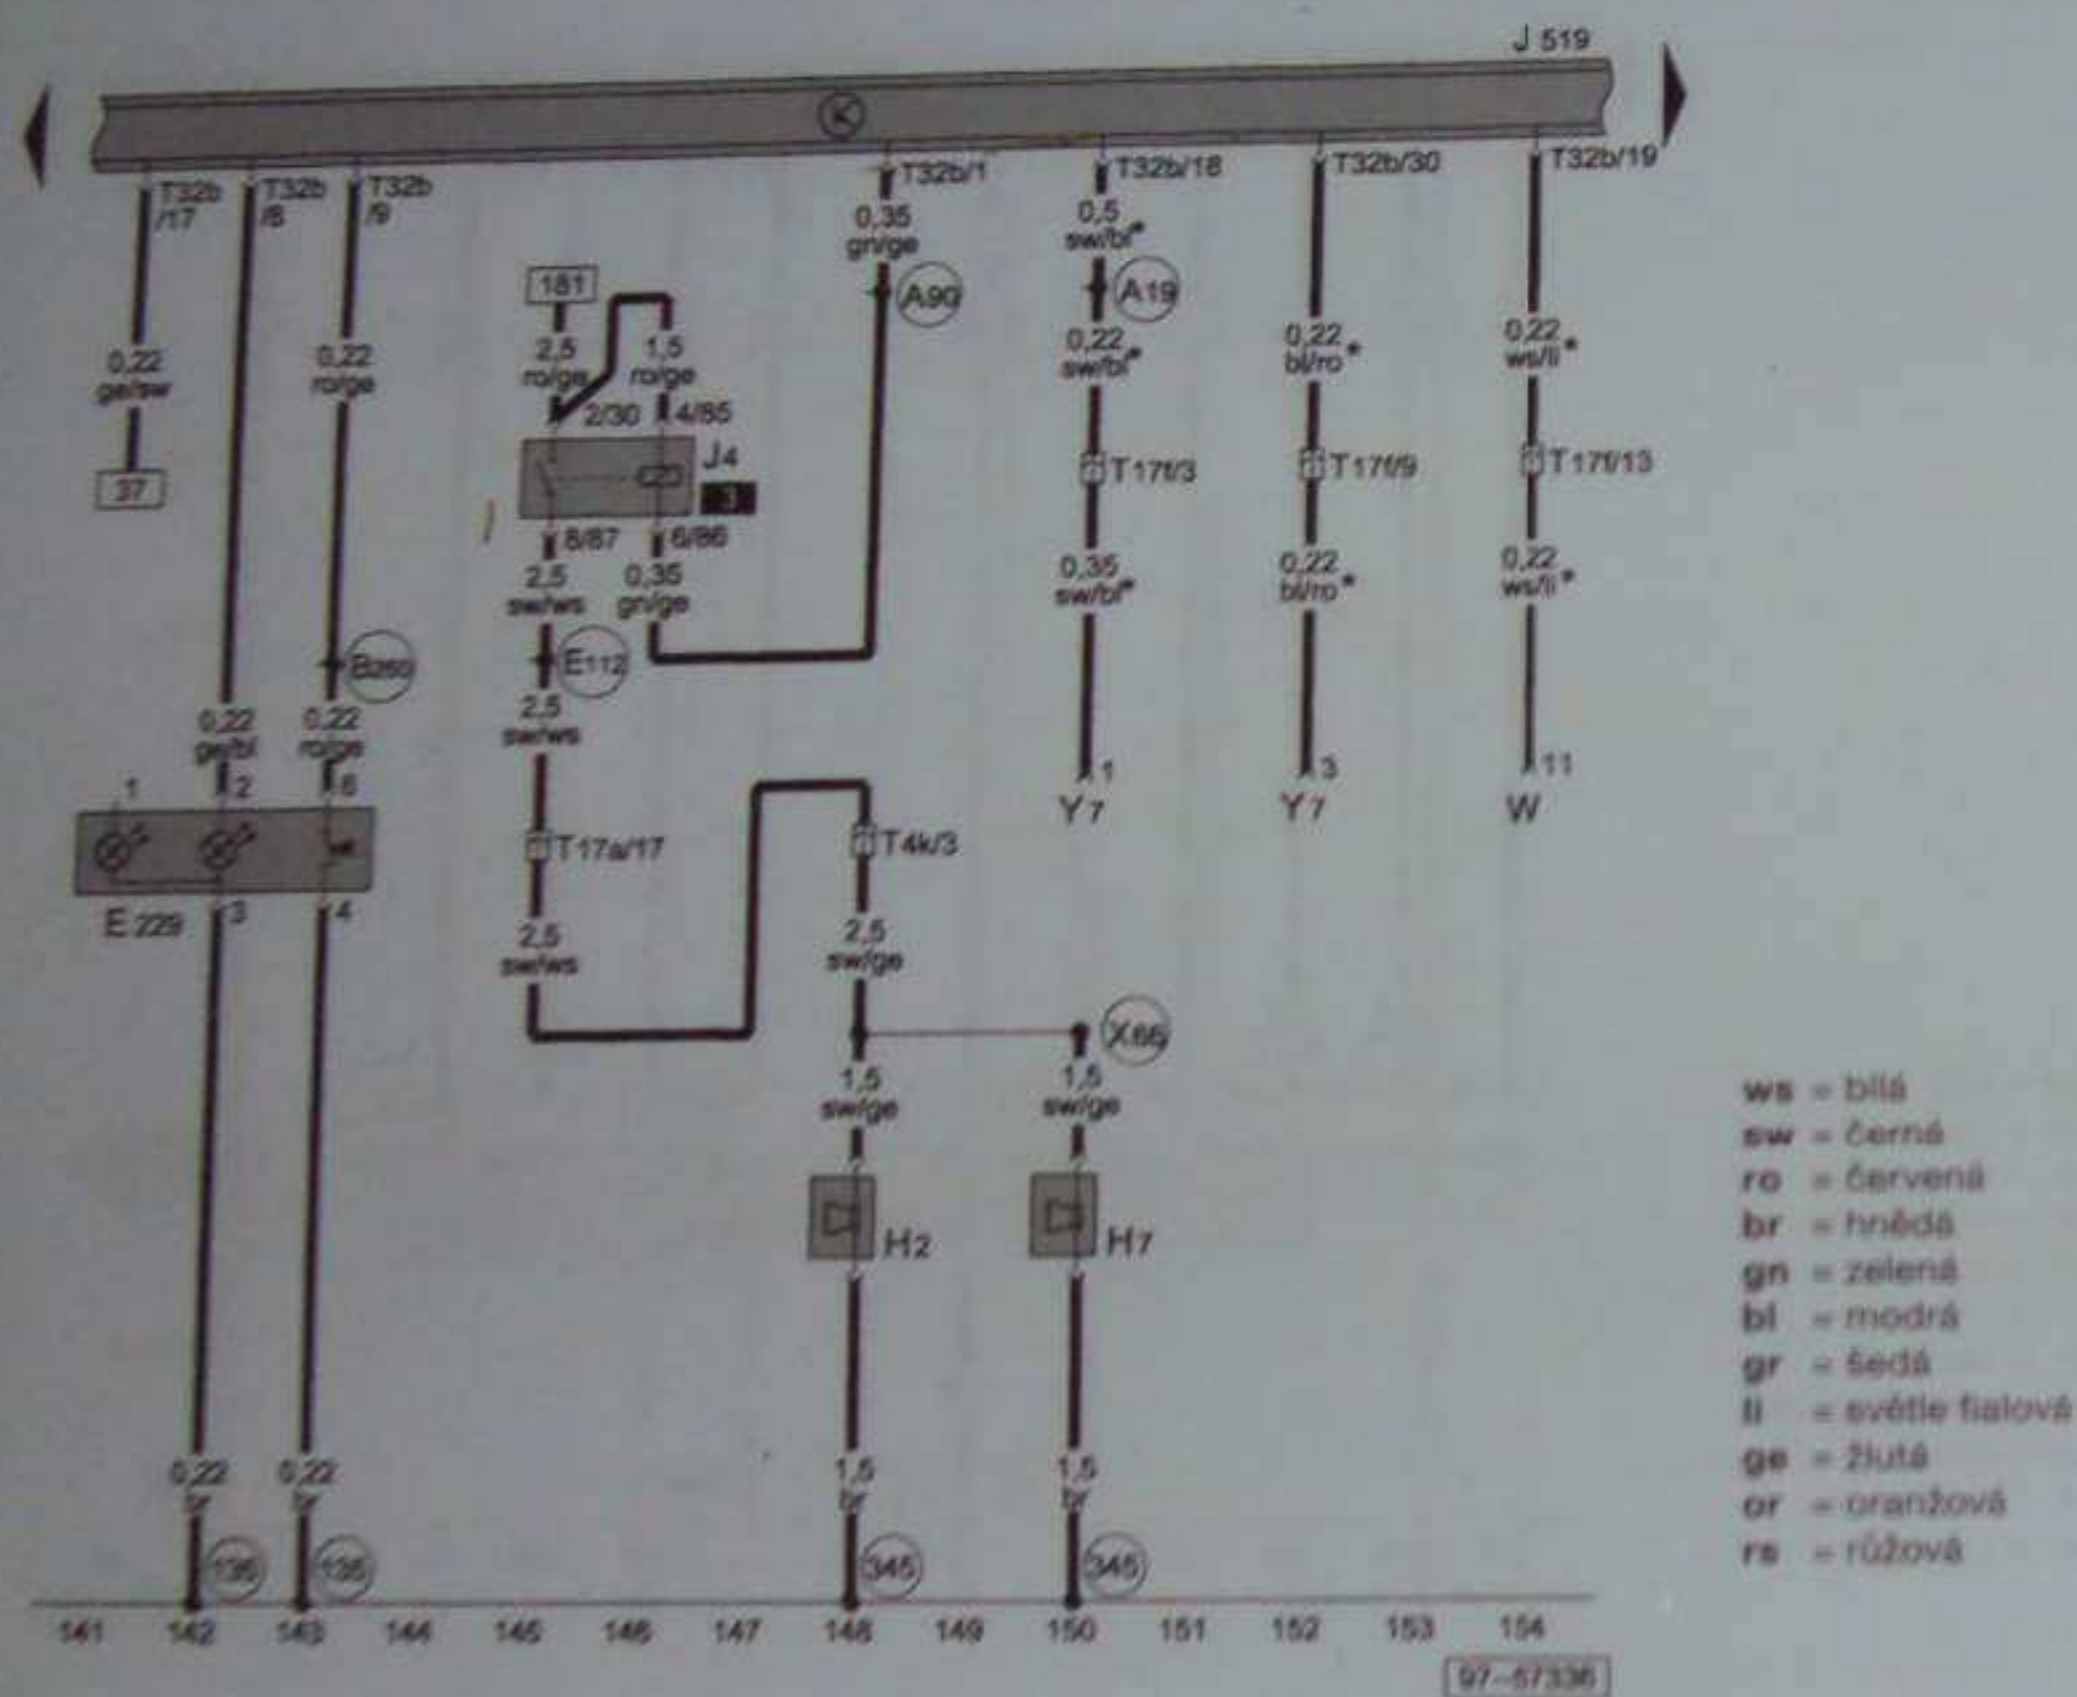 J 519
K
T32b
/17
T32b
/8
T32b
/9
T32b/1
T32b/18
T32b/30
T32b/19
0,35
gn/ge
0,5
sw/bl*
181
A90
A19
0,22
ge/sw
0,22
ro/ge
2,5
ro/ge
1,5
ro/ge
0,22
sw/bl*
0,22
bl/ro*
0,22
ws/li*
2/30
4/85
J4
3
37
T17f/3
T17f/9
T17f/13
8/87
6/86
2,5
sw/ws
0,35
gn/ge
0,35
sw/bl*
0,22
bl/ro*
0,22
ws/li*
E112
0,22
ge/bl
0,22
ro/ge
2,5
sw/ws
1
2
1
3
11
Y7
Y7
W
T17a/17
T4k/3
E229
3
4
2,5
sw/ws
2,5
sw/ge
X66
1,5
sw/ge
1,5
sw/ge
H2
H7
ws = bílá
sw = černá
ro = červená
br = hnědá
gn = zelená
bl = modrá
gr = šedá
li = světle fialová
ge = žlutá
or = oranžová
rs = růžová
0,22
br
0,22
br
1,5
br
1,5
br
135
135
345
345
141 142 143 144 145 146 147 148 149 150 151 152 153 154
97-57336